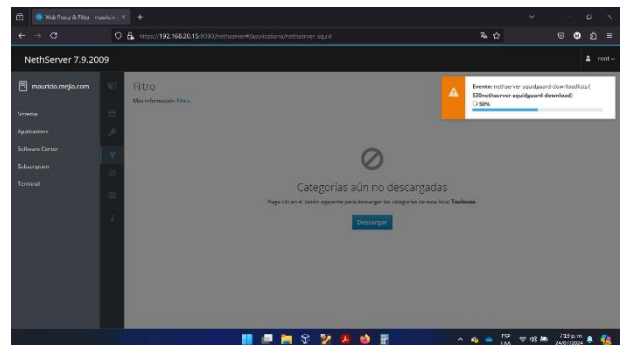 Web Proxy & Filtro
https://192.168.20.15:9090/nethserver#/applications/nethserver-squid
NethServer 7.9.2009
root
mauricio.mejia.com
Sistema
Applications
Software Center
Subscription
Terminal
Filtro
Más información Filtro.
Evento: nethserver-squidguard-downloadlists (
S30nethserver-squidguard-download)
50%
Categorías aún no descargadas
Haga clic en el botón siguiente para descargar las categorías de esta lista: Toulouse.
Descargar
ESP
LAA
7:13 p. m.
24/07/2024